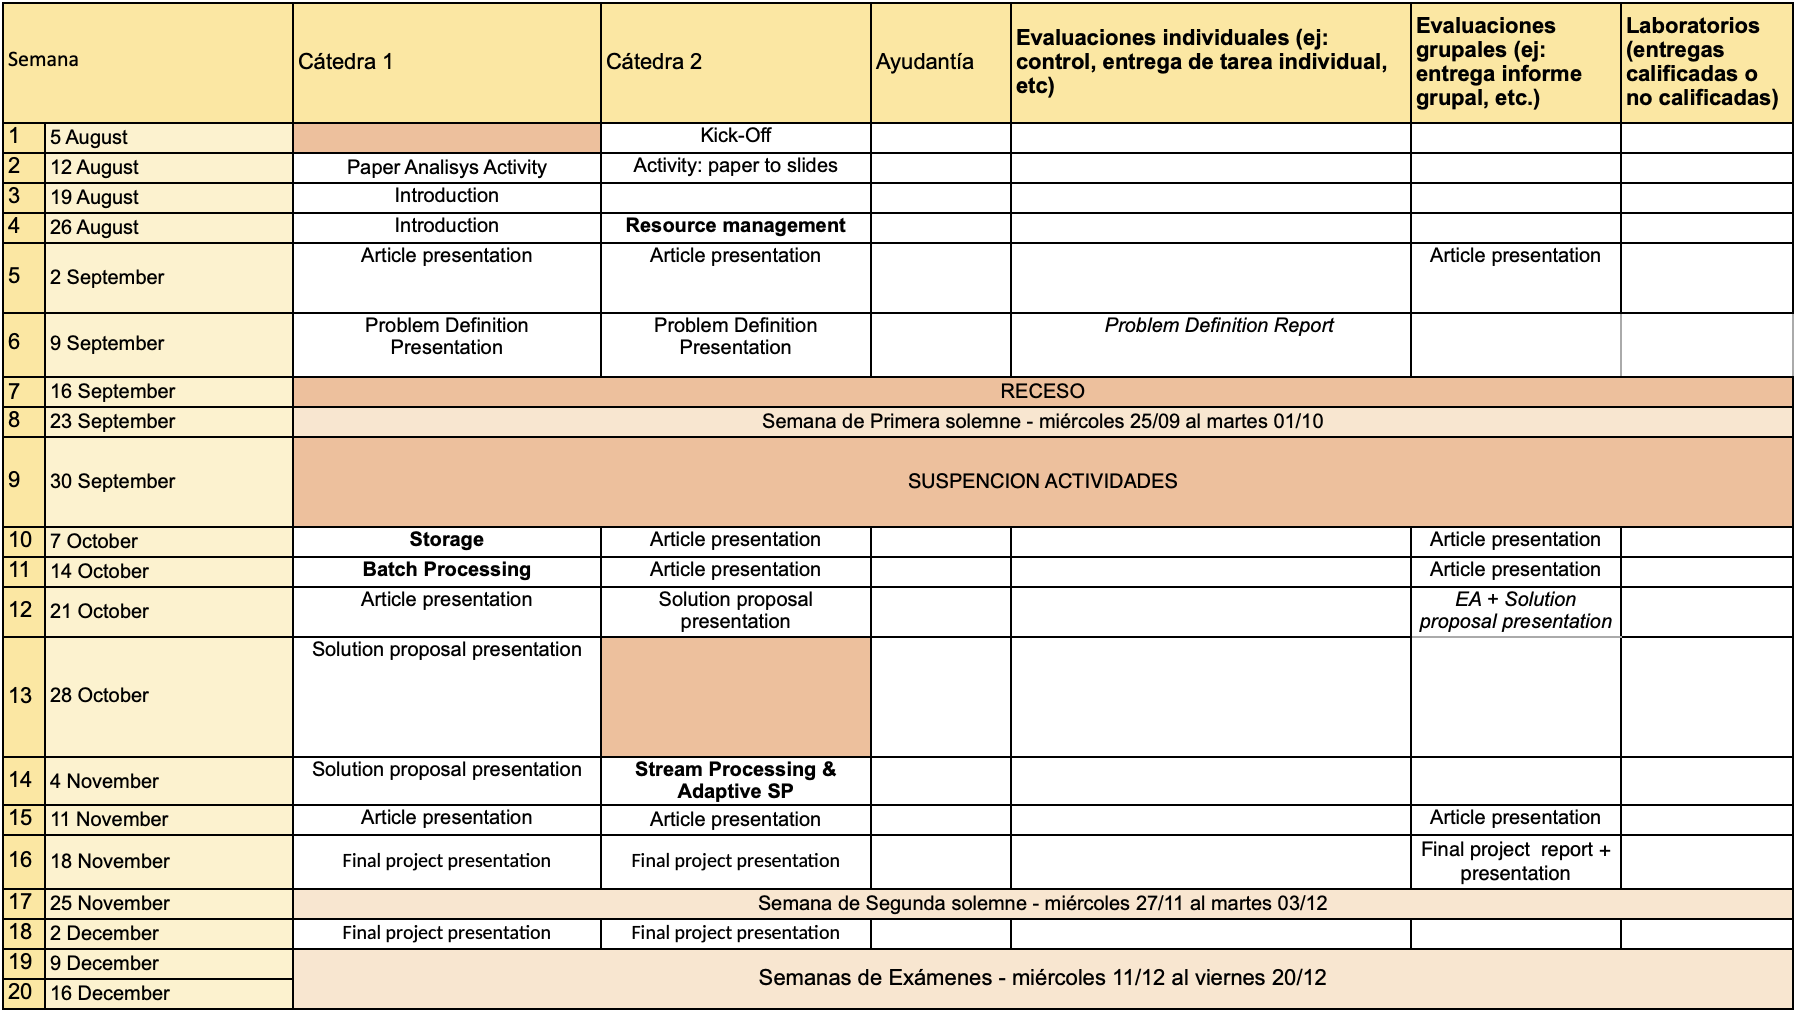 Semana Cátedra 1 Cátedra 2 Ayudantía Evaluaciones individuales (ej: control, entrega de tarea individual, etc) Evaluaciones grupales (ej: entrega informe grupal, etc.) Laboratorios (entregas calificadas o no calificadas)
1 5 August Kick-Off
2 12 August Paper Analisys Activity Activity: paper to slides
3 19 August Introduction
4 26 August Introduction Resource management
5 2 September Article presentation Article presentation Article presentation
6 9 September Problem Definition Presentation Problem Definition Presentation Problem Definition Report
7 16 September RECESO
8 23 September Semana de Primera solemne - miércoles 25/09 al martes 01/10
9 30 September SUSPENCION ACTIVIDADES
10 7 October Storage Article presentation Article presentation
11 14 October Batch Processing Article presentation Article presentation
12 21 October Article presentation Solution proposal presentation EA + Solution proposal presentation
13 28 October Solution proposal presentation
14 4 November Solution proposal presentation Stream Processing & Adaptive SP
15 11 November Article presentation Article presentation Article presentation
16 18 November Final project presentation Final project presentation Final project report + presentation
17 25 November Semana de Segunda solemne - miércoles 27/11 al martes 03/12
18 2 December Final project presentation Final project presentation
19 9 December Semanas de Exámenes - miércoles 11/12 al viernes 20/12
20 16 December